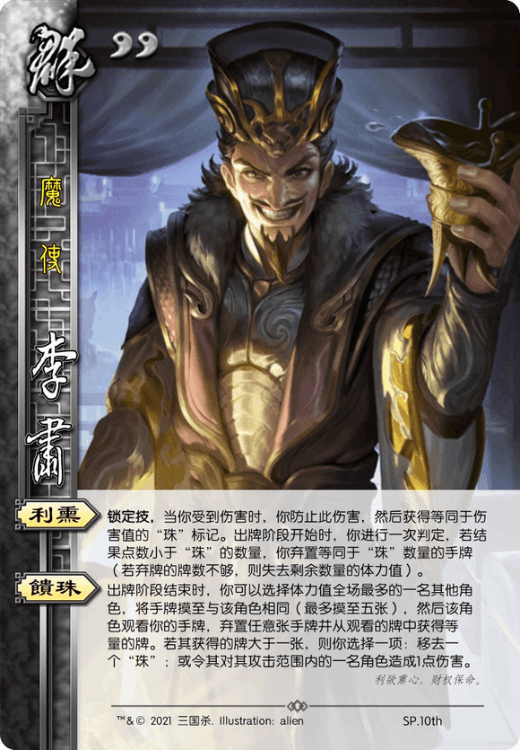 群
魔使
李肅
利熏
锁定技，当你受到伤害时，你防止此伤害，然后获得等同于伤
害值的“珠”标记。出牌阶段开始时，你进行一次判定，若结
果点数小于“珠”的数量，你弃置等同于“珠”数量的手牌
（若弃牌的牌数不够，则失去剩余数量的体力值）。
饋珠
出牌阶段结束时，你可以选择体力值全场最多的一名其他角
色，将手牌摸至与该角色相同（最多摸至五张），然后该角
色观看你的手牌，弃置任意张手牌并从观看的牌中获得等
量的牌。若其获得的牌大于一张，则你选择一项：移去一
个“珠”；或令其对其攻击范围内的一名角色造成1点伤害。
利欲熏心，财权保命。
™&© 2021 三国杀. Illustration: alien
SP.10th